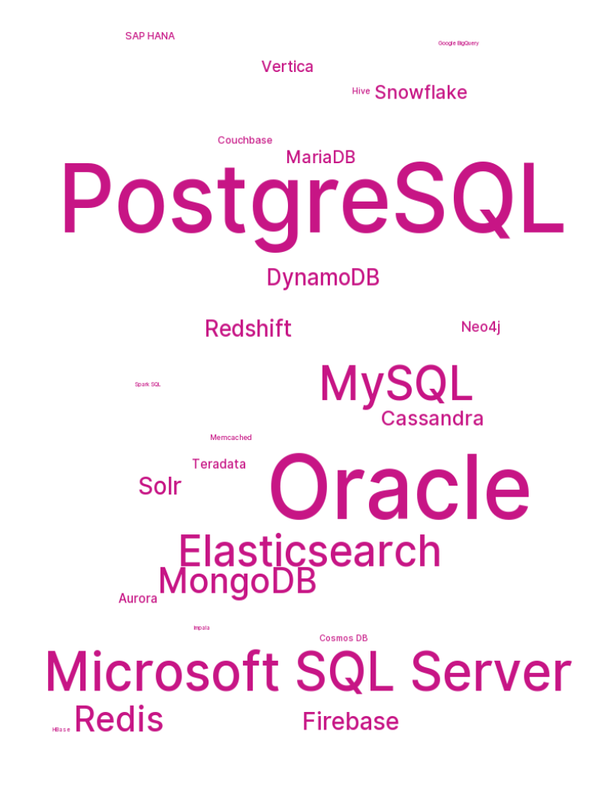 SAP HANA
Google BigQuery
Vertica
Hive
Snowflake
Couchbase
MariaDB
PostgreSQL
DynamoDB
Redshift
Neo4j
Spark SQL
MySQL
Cassandra
Memcached
Teradata
Solr
Oracle
Elasticsearch
MongoDB
Aurora
Impala
Cosmos DB
Microsoft SQL Server
HBase
Redis
Firebase